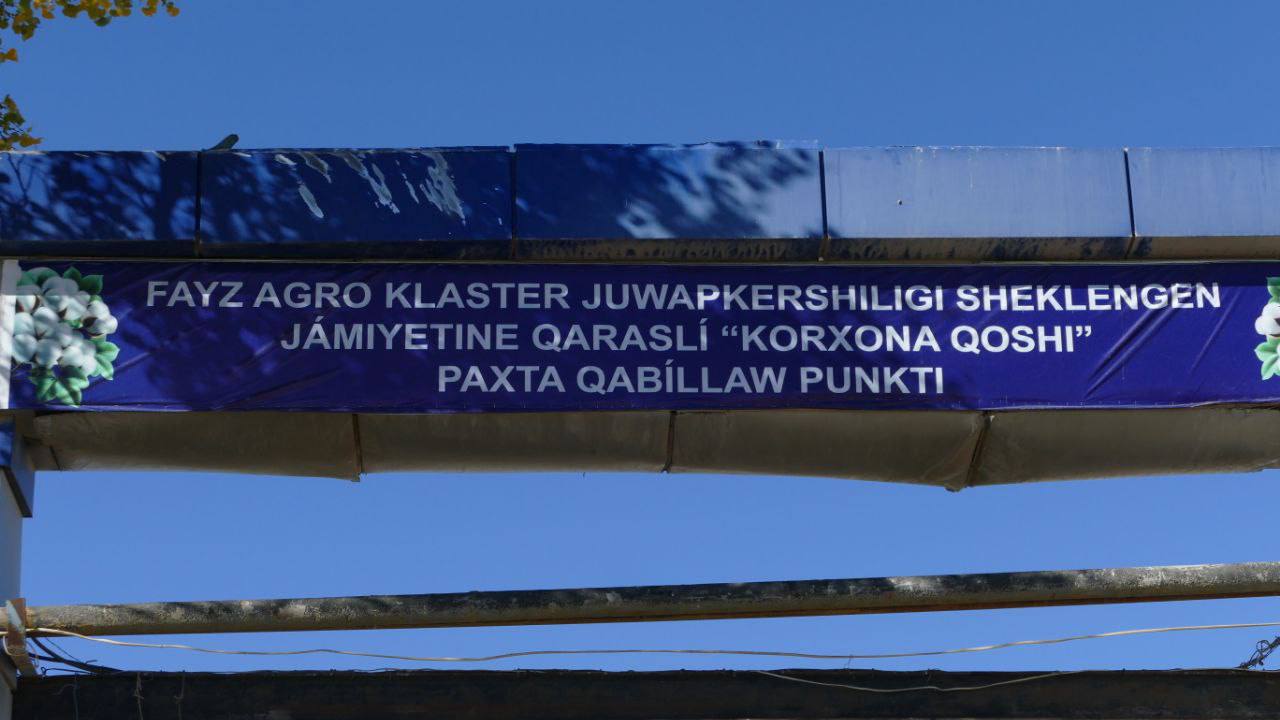 FAYZ AGRO KLASTER JUWAPKERSHILIGI SHEKLENGEN
JÁMIYETINE QARASLÍ “KORXONA QOSHI”
PAXTA QABÍLLAW PUNKTI